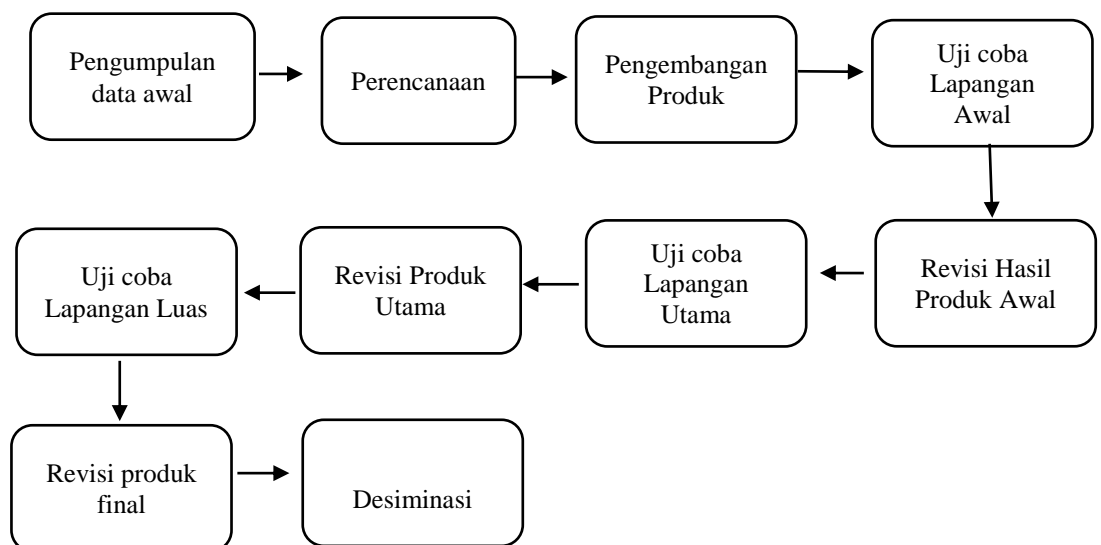 Pengumpulan
data awal
Perencanaan
Pengembangan
Produk
Uji coba
Lapangan
Awal
Revisi Hasil
Produk Awal
Uji coba
Lapangan
Utama
Revisi Produk
Utama
Uji coba
Lapangan Luas
Revisi produk
final
Desiminasi